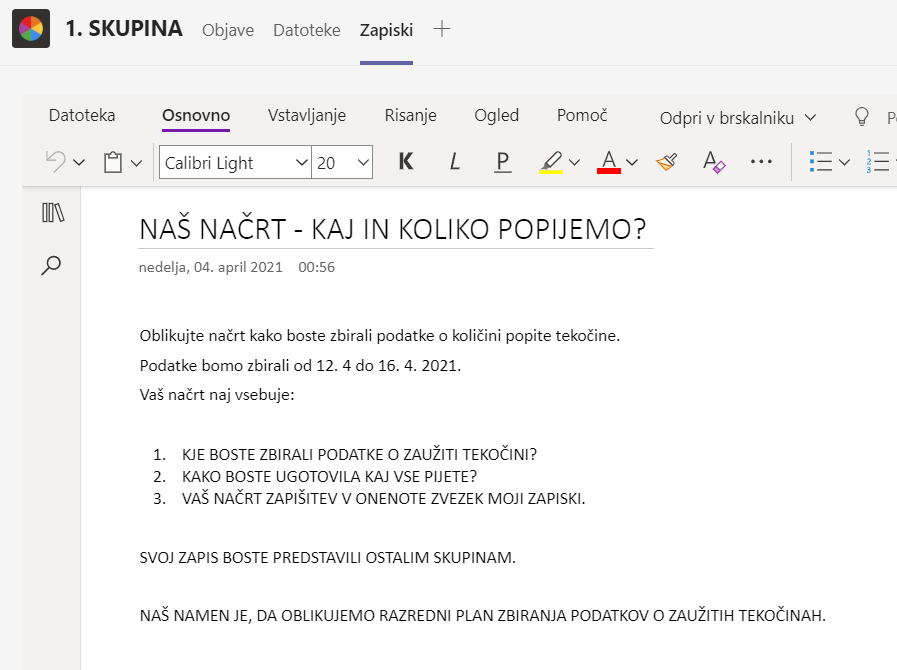 1. SKUPINA Objave Datoteke Zapiski
Datoteka Osnovno Vstavljanje Risanje Ogled Pomoč Odpri v brskalniku
Calibri Light 20 K L P A A
NAŠ NAČRT - KAJ IN KOLIKO POPIJEMO?
nedelja, 04. april 2021 00:56
Oblikujte načrt kako boste zbirali podatke o količini popite tekočine.
Podatke bomo zbirali od 12. 4 do 16. 4. 2021.
Vaš načrt naj vsebuje:
1. KJE BOSTE ZBIRALI PODATKE O ZAUŽITI TEKOČINI?
2. KAKO BOSTE UGOTOVILA KAJ VSE PIJETE?
3. VAŠ NAČRT ZAPIŠITEV V ONENOTE ZVEZEK MOJI ZAPISKI.
SVOJ ZAPIS BOSTE PREDSTAVILI OSTALIM SKUPINAM.
NAŠ NAMEN JE, DA OBLIKUJEMO RAZREDNI PLAN ZBIRANJA PODATKOV O ZAUŽITIH TEKOČINAH.